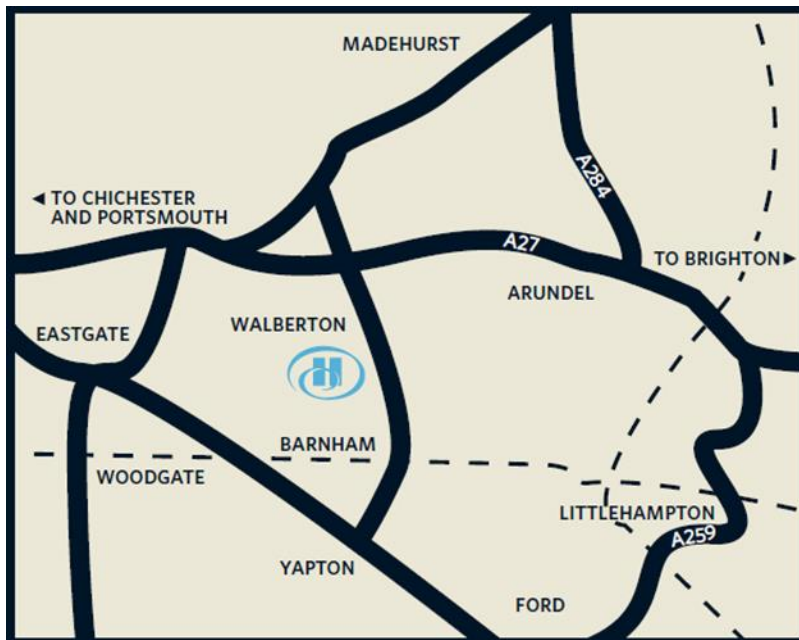 MADEHURST
A284
◄ TO CHICHESTER
AND PORTSMOUTH
A27
TO BRIGHTON►
ARUNDEL
WALBERTON
EASTGATE
H
BARNHAM
WOODGATE
LITTLEHAMPTON
A259
YAPTON
FORD